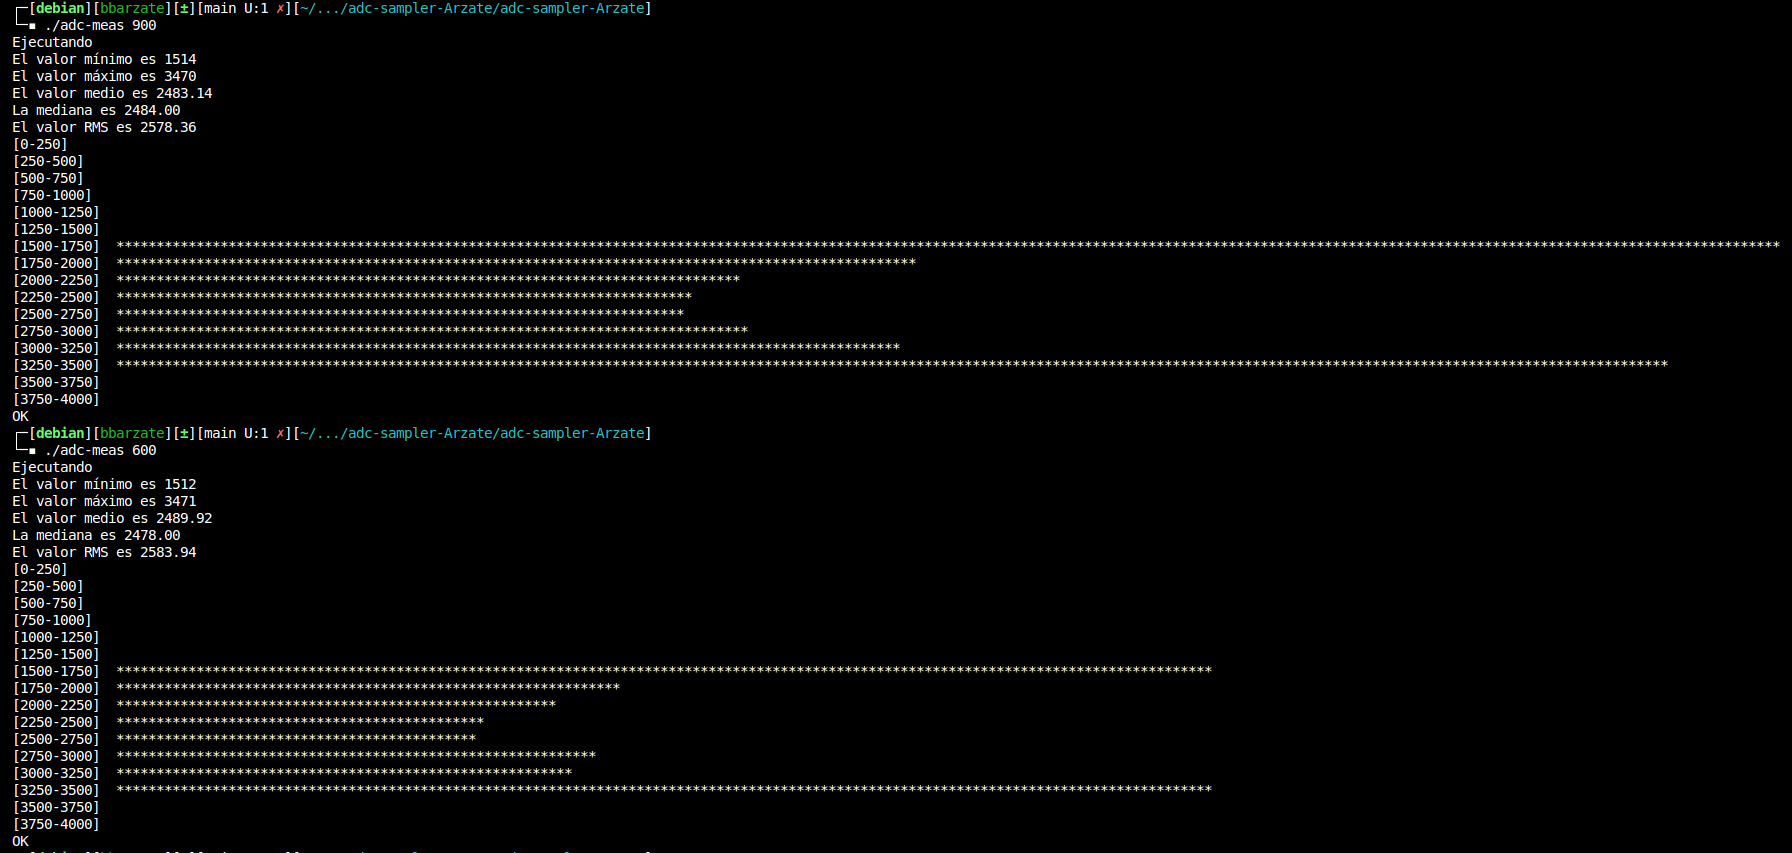 [debian][bbarzate][±][main U:1 ✗][~/.../adc-sampler-Arzate/adc-sampler-Arzate]
./adc-meas 900
Ejecutando
El valor mínimo es 1514
El valor máximo es 3470
El valor medio es 2483.14
La mediana es 2484.00
El valor RMS es 2578.36
[0-250]
[250-500]
[500-750]
[750-1000]
[1000-1250]
[1250-1500]
[1500-1750]  ****************************************************************************************************************************************************************************************************************
[1750-2000]  ****************************************************************************************************
[2000-2250]  ******************************************************************************
[2250-2500]  ************************************************************************
[2500-2750]  ***********************************************************************
[2750-3000]  *******************************************************************************
[3000-3250]  **************************************************************************************************
[3250-3500]  **************************************************************************************************************************************************************************************************
[3500-3750]
[3750-4000]
OK
[debian][bbarzate][±][main U:1 ✗][~/.../adc-sampler-Arzate/adc-sampler-Arzate]
./adc-meas 600
Ejecutando
El valor mínimo es 1512
El valor máximo es 3471
El valor medio es 2489.92
La mediana es 2478.00
El valor RMS es 2583.94
[0-250]
[250-500]
[500-750]
[750-1000]
[1000-1250]
[1250-1500]
[1500-1750]  *****************************************************************************************************************************************
[1750-2000]  ***************************************************************
[2000-2250]  *******************************************************
[2250-2500]  **********************************************
[2500-2750]  *********************************************
[2750-3000]  ************************************************************
[3000-3250]  *********************************************************
[3250-3500]  *****************************************************************************************************************************************
[3500-3750]
[3750-4000]
OK